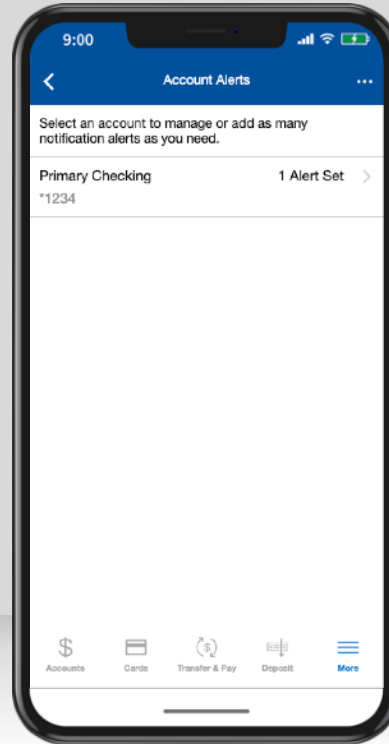 9:00
Account Alerts
Select an account to manage or add as many
notification alerts as you need.
Primary Checking 1 Alert Set
*1234
Accounts Cards Transfer & Pay Deposit More